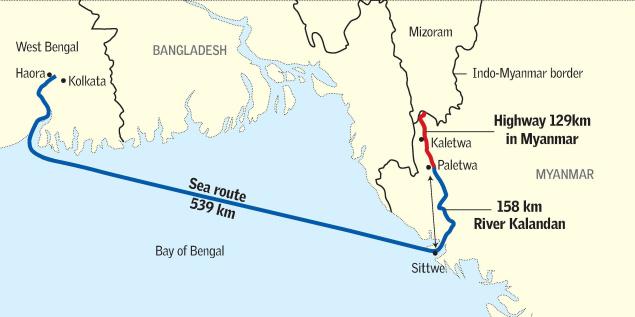 West Bengal
Haora
Kolkata
BANGLADESH
Mizoram
Indo-Myanmar border
Highway 129km
in Myanmar
Kaletwa
Paletwa
MYANMAR
158 km
River Kalandan
Sea route
539 km
Bay of Bengal
Sittwe